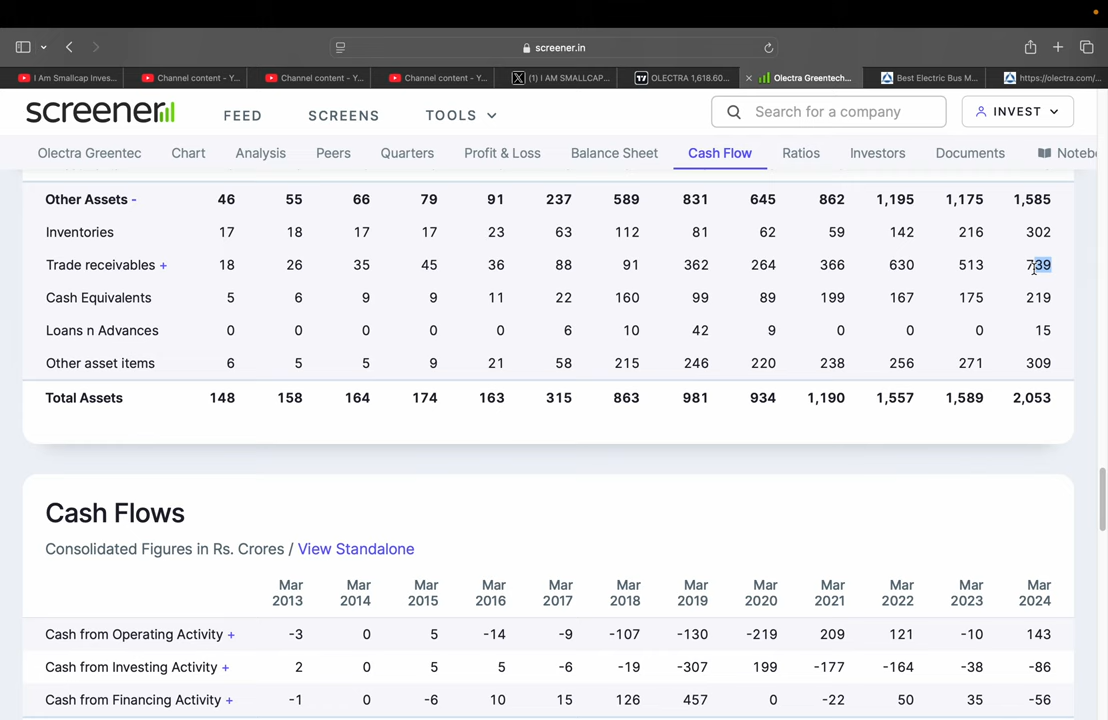 screener.in
I Am Smallcap Inves... Channel content - Y... Channel content - Y... Channel content - Y... (1) I AM SMALLCAP... OLECTRA 1,618.60... Olectra Greentech... Best Electric Bus M... https://olectra.com/...
screener FEED SCREENS TOOLS Search for a company INVEST
Olectra Greentec Chart Analysis Peers Quarters Profit & Loss Balance Sheet Cash Flow Ratios Investors Documents Noteb
Other Assets - 46 55 66 79 91 237 589 831 645 862 1,195 1,175 1,585
Inventories 17 18 17 17 23 63 112 81 62 59 142 216 302
Trade receivables + 18 26 35 45 36 88 91 362 264 366 630 513 739
Cash Equivalents 5 6 9 9 11 22 160 99 89 199 167 175 219
Loans n Advances 0 0 0 0 0 6 10 42 9 0 0 0 15
Other asset items 6 5 5 9 21 58 215 246 220 238 256 271 309
Total Assets 148 158 164 174 163 315 863 981 934 1,190 1,557 1,589 2,053
Cash Flows
Consolidated Figures in Rs. Crores / View Standalone
Mar Mar Mar Mar Mar Mar Mar Mar Mar Mar Mar Mar
2013 2014 2015 2016 2017 2018 2019 2020 2021 2022 2023 2024
Cash from Operating Activity + -3 0 5 -14 -9 -107 -130 -219 209 121 -10 143
Cash from Investing Activity + 2 0 5 5 -6 -19 -307 199 -177 -164 -38 -86
Cash from Financing Activity + -1 0 -6 10 15 126 457 0 -22 50 35 -56